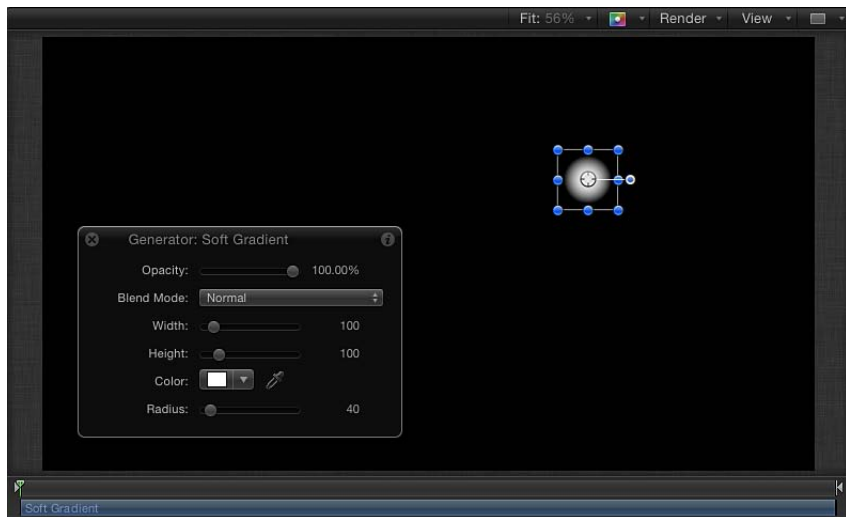 Fit: 56% Render View
Generator: Soft Gradient
Opacity: 100.00%
Blend Mode: Normal
Width: 100
Height: 100
Color:
Radius: 40
Soft Gradient